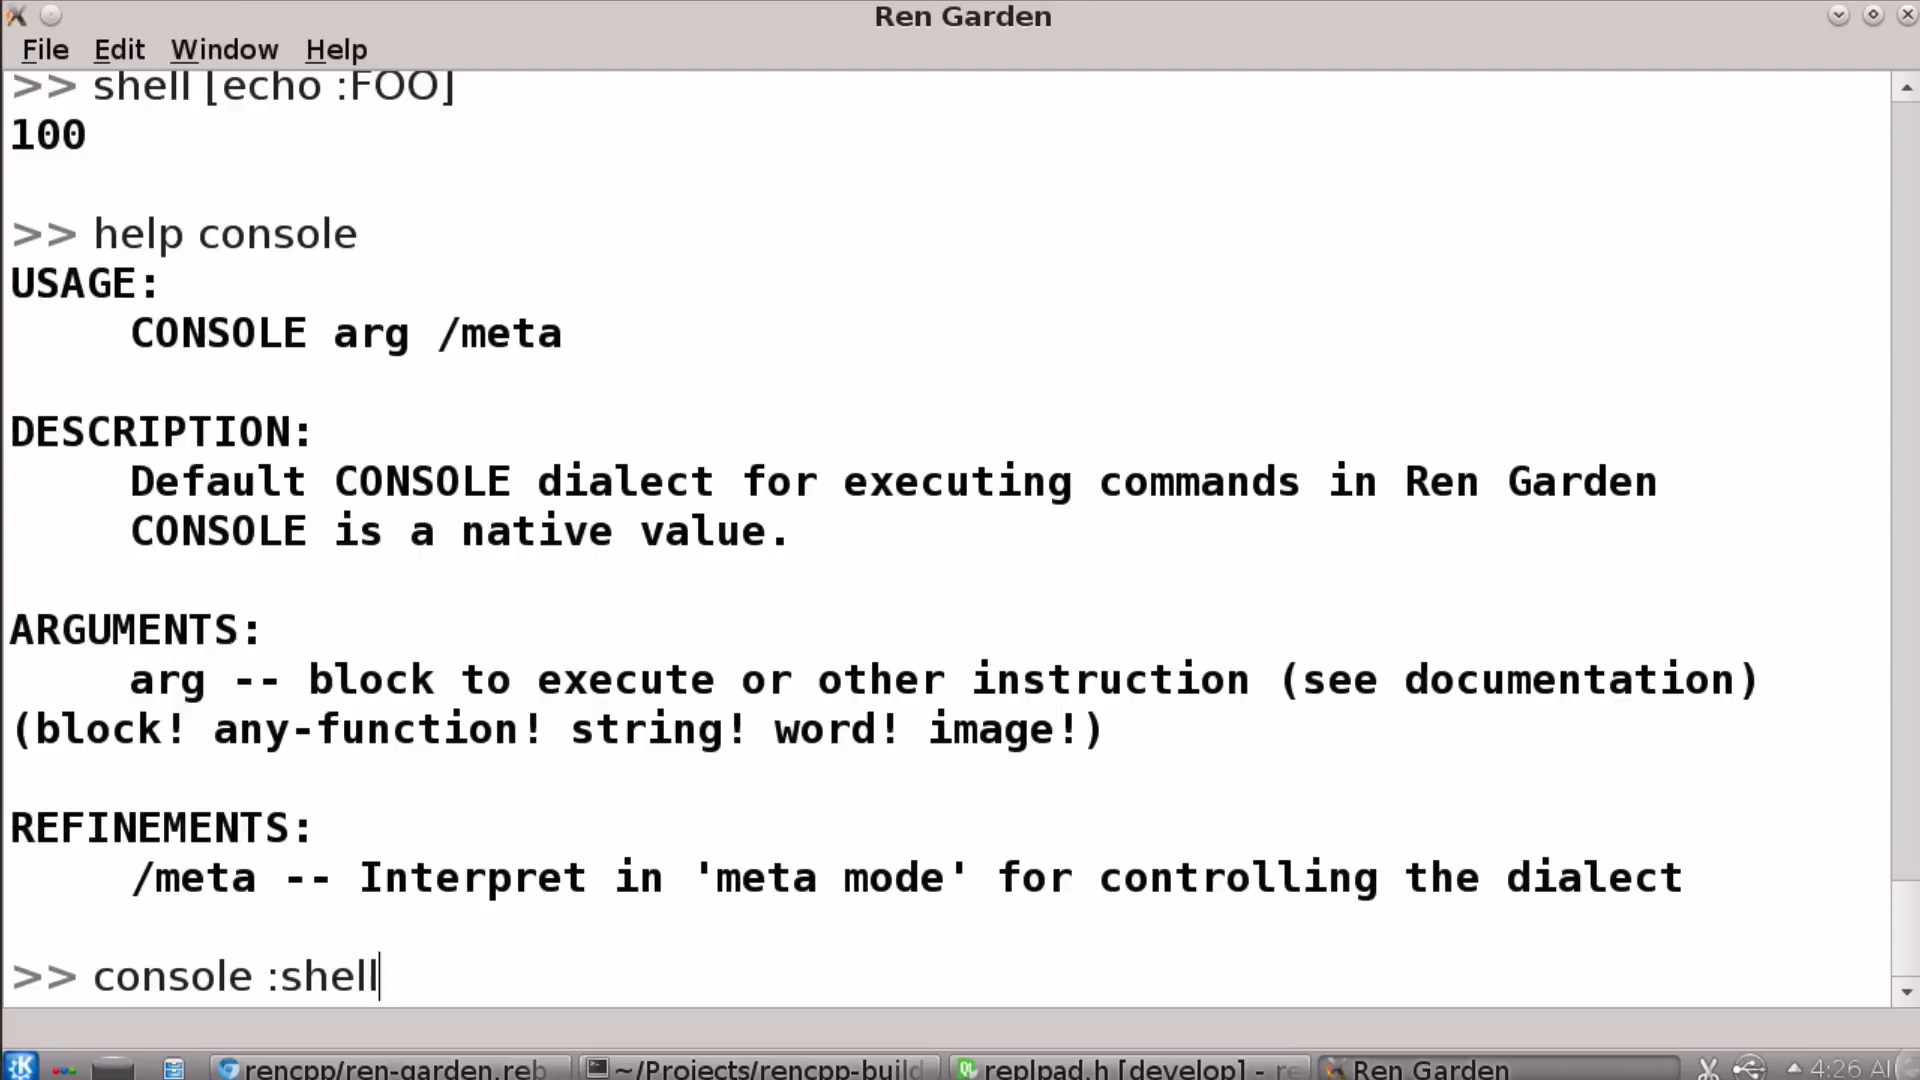 Ren Garden
File Edit Window Help
>> shell [echo :FOO]
100
>> help console
USAGE:
CONSOLE arg /meta
DESCRIPTION:
Default CONSOLE dialect for executing commands in Ren Garden
CONSOLE is a native value.
ARGUMENTS:
arg -- block to execute or other instruction (see documentation)
(block! any-function! string! word! image!)
REFINEMENTS:
/meta -- Interpret in 'meta mode' for controlling the dialect
>> console :shell
rencpp/ren-garden.reb ~/Projects/rencpp-build replpad.h [develop] - re Ren Garden 4:26 A